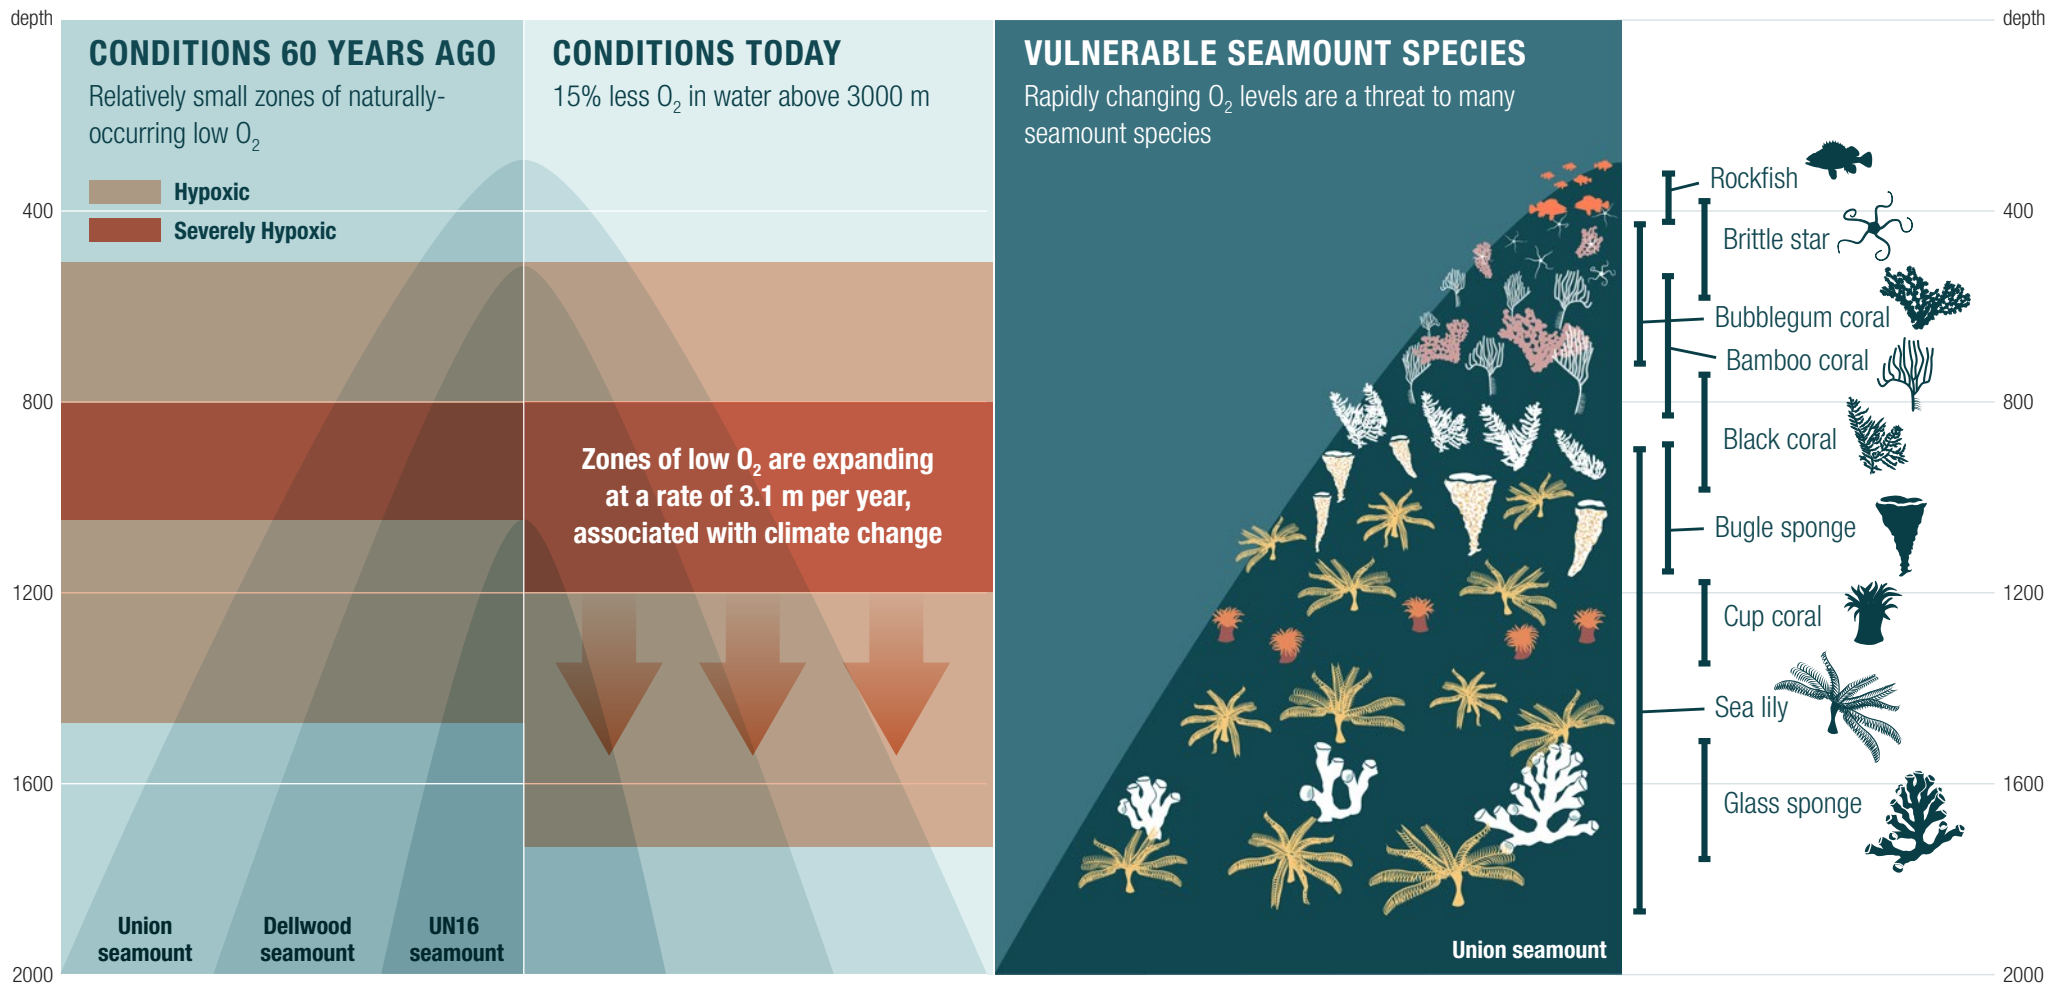 depth
400
800
1200
1600
2000
CONDITIONS 60 YEARS AGO
Relatively small zones of naturally-
occurring low O₂
Hypoxic
Severely Hypoxic
Union
seamount
Dellwood
seamount
UN16
seamount
CONDITIONS TODAY
15% less O₂ in water above 3000 m
Zones of low O₂ are expanding
at a rate of 3.1 m per year,
associated with climate change
VULNERABLE SEAMOUNT SPECIES
Rapidly changing O₂ levels are a threat to many
seamount species
Union seamount
Rockfish
Brittle star
Bubblegum coral
Bamboo coral
Black coral
Bugle sponge
Cup coral
Sea lily
Glass sponge
depth
400
800
1200
1600
2000